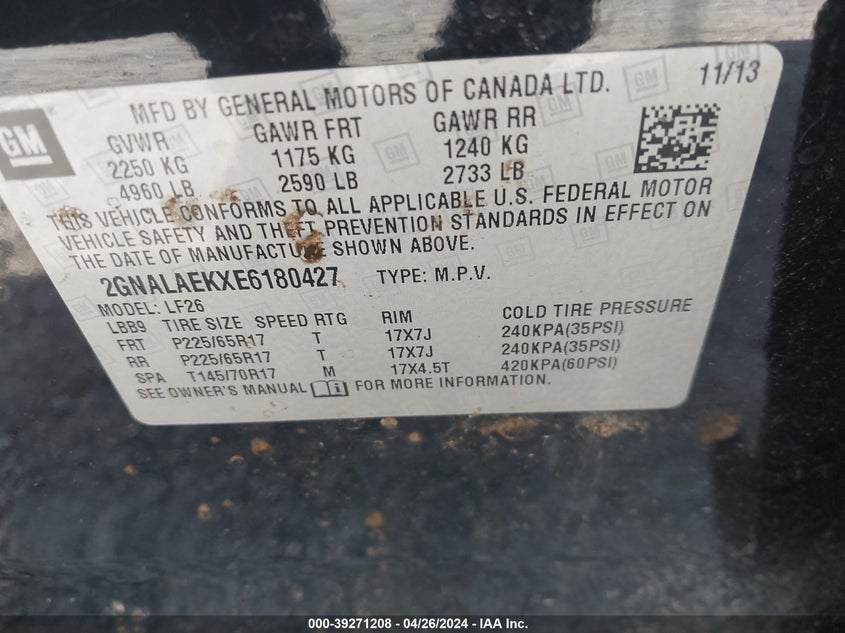 11/13
MFD BY GENERAL MOTORS OF CANADA LTD.
GM
GVWR GAWR FRT GAWR RR
2250 KG 1175 KG 1240 KG
4960 LB 2590 LB 2733 LB
THIS VEHICLE CONFORMS TO ALL APPLICABLE U.S. FEDERAL MOTOR
VEHICLE SAFETY AND THEFT PREVENTION STANDARDS IN EFFECT ON
THE DATE OF MANUFACTURE SHOWN ABOVE.
2GNALAEKXE6180427 TYPE: M.P.V.
MODEL: LF26
LBB9 TIRE SIZE SPEED RTG RIM COLD TIRE PRESSURE
FRT P225/65R17 T 17X7J 240KPA(35PSI)
RR P225/65R17 T 17X7J 240KPA(35PSI)
SPA T145/70R17 M 17X4.5T 420KPA(60PSI)
SEE OWNER'S MANUAL FOR MORE INFORMATION.
000-39271208 - 04/26/2024 - IAA Inc.